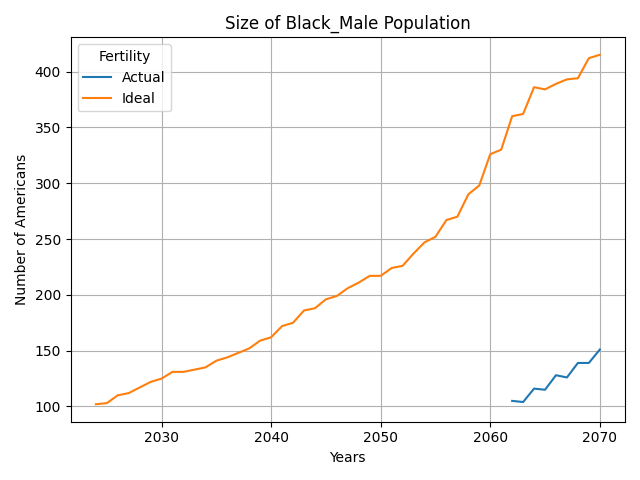 Size of Black_Male Population
Fertility
Actual
Ideal
400
350
300
250
200
150
100
Number of Americans
2030 2040 2050 2060 2070
Years